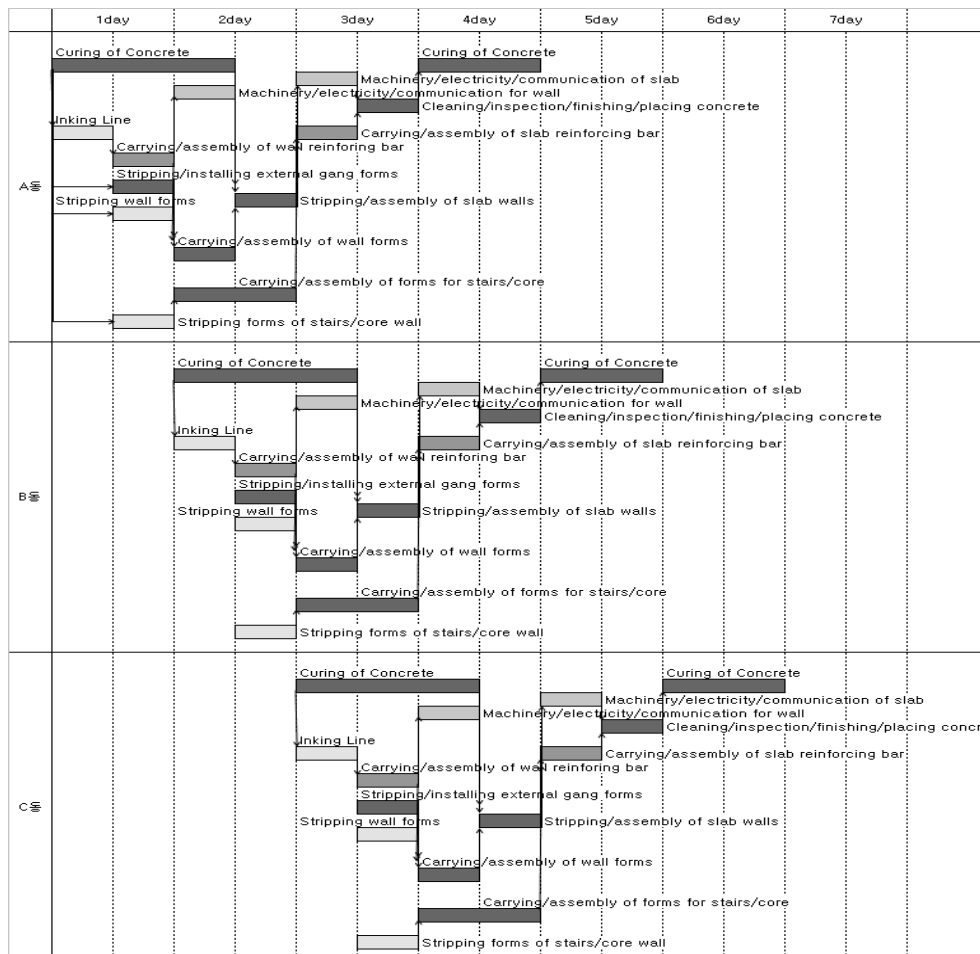 1day 2day 3day 4day 5day 6day 7day
Curing of Concrete Curing of Concrete
Machinery/electricity/communication of slab
Machinery/electricity/communication for wall
Cleaning/inspection/finishing/placing concrete
Inking Line
Carrying/assembly of slab reinforcing bar
Carrying/assembly of wall reinforing bar
Stripping/installing external gang forms
A동
Stripping wall forms
Stripping/assembly of slab walls
Carrying/assembly of wall forms
Carrying/assembly of forms for stairs/core
Stripping forms of stairs/core wall
Curing of Concrete Curing of Concrete
Machinery/electricity/communication of slab
Machinery/electricity/communication for wall
Cleaning/inspection/finishing/placing concrete
Inking Line
Carrying/assembly of slab reinforcing bar
Carrying/assembly of wall reinforing bar
Stripping/installing external gang forms
B동
Stripping wall forms
Stripping/assembly of slab walls
Carrying/assembly of wall forms
Carrying/assembly of forms for stairs/core
Stripping forms of stairs/core wall
Curing of Concrete Curing of Concrete
Machinery/electricity/communication of slab
Machinery/electricity/communication for wall
Cleaning/inspection/finishing/placing concre
Inking Line
Carrying/assembly of slab reinforcing bar
Carrying/assembly of wall reinforing bar
Stripping/installing external gang forms
C동
Stripping wall forms
Stripping/assembly of slab walls
Carrying/assembly of wall forms
Carrying/assembly of forms for stairs/core
Stripping forms of stairs/core wall